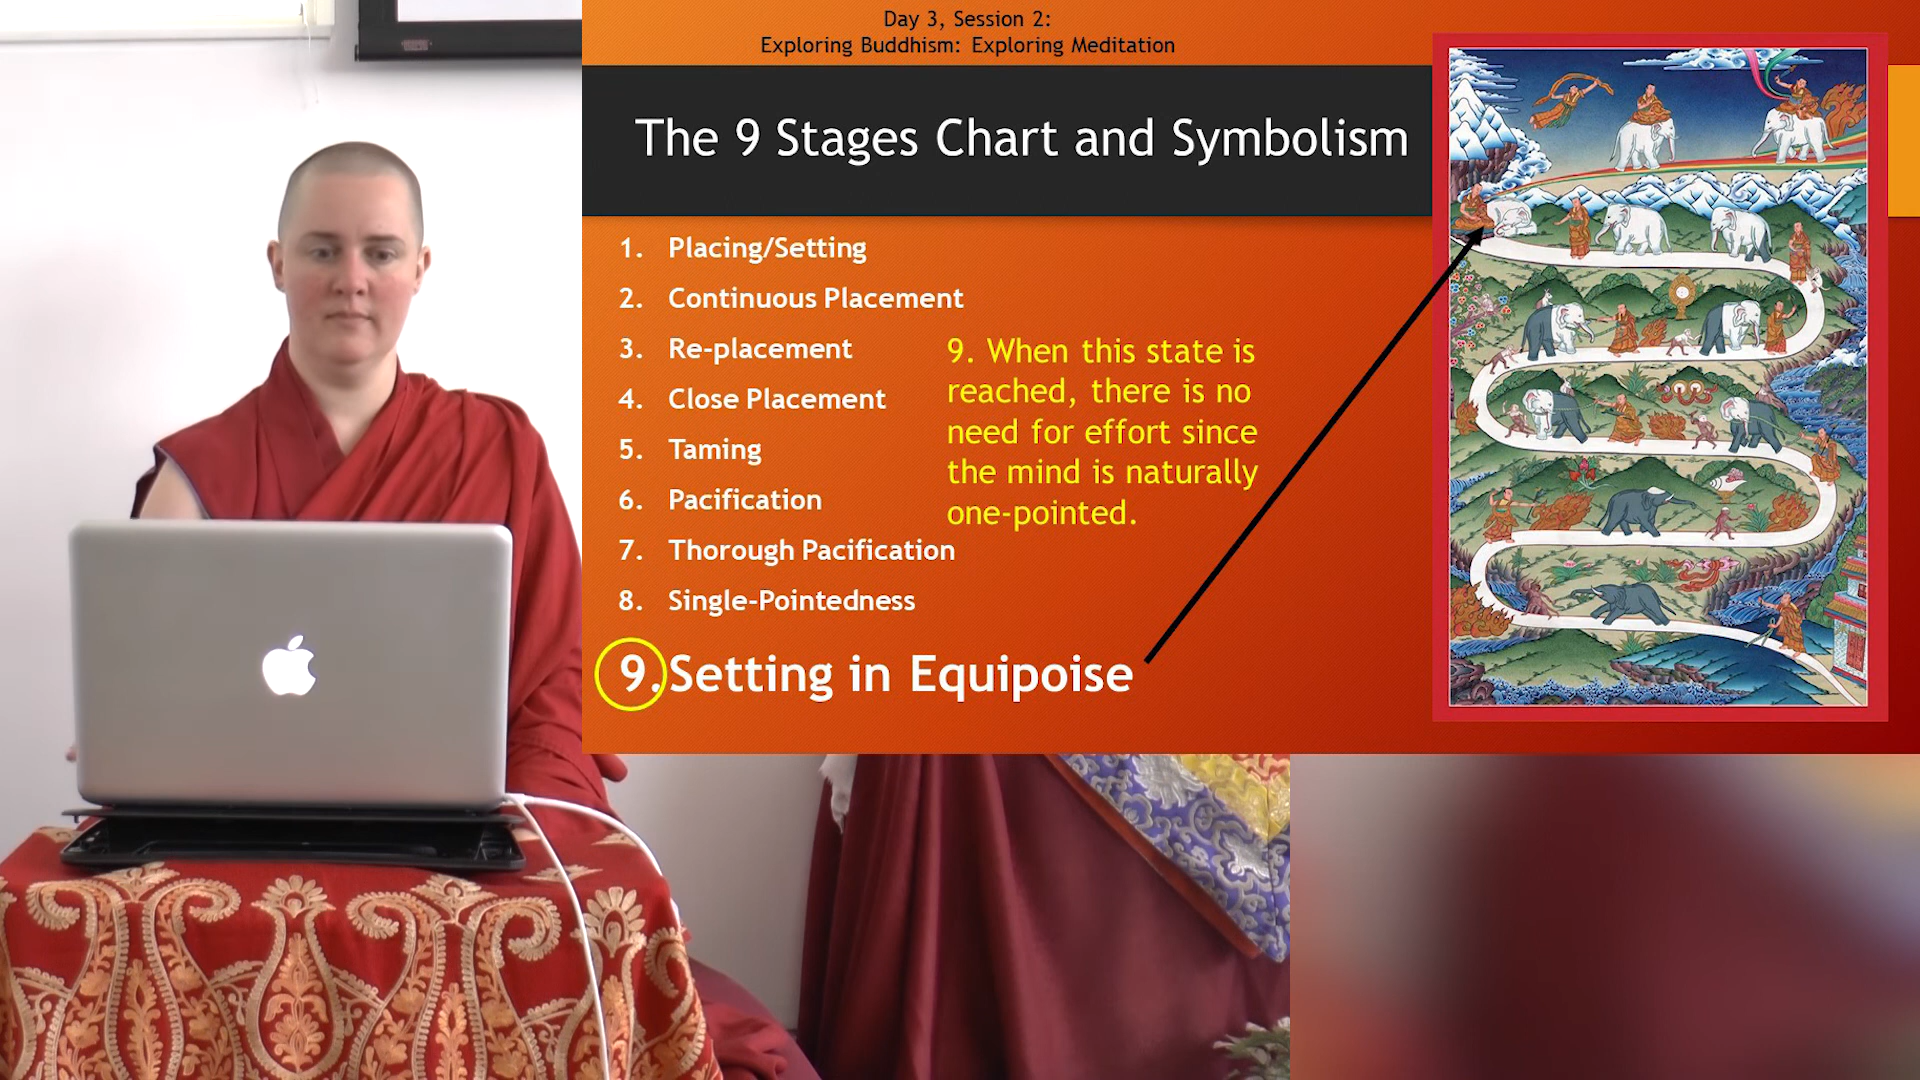 Day 3, Session 2:
Exploring Buddhism: Exploring Meditation
The 9 Stages Chart and Symbolism
1. Placing/Setting
2. Continuous Placement
3. Re-placement
4. Close Placement
5. Taming
6. Pacification
7. Thorough Pacification
8. Single-Pointedness
9. Setting in Equipoise
9. When this state is
reached, there is no
need for effort since
the mind is naturally
one-pointed.